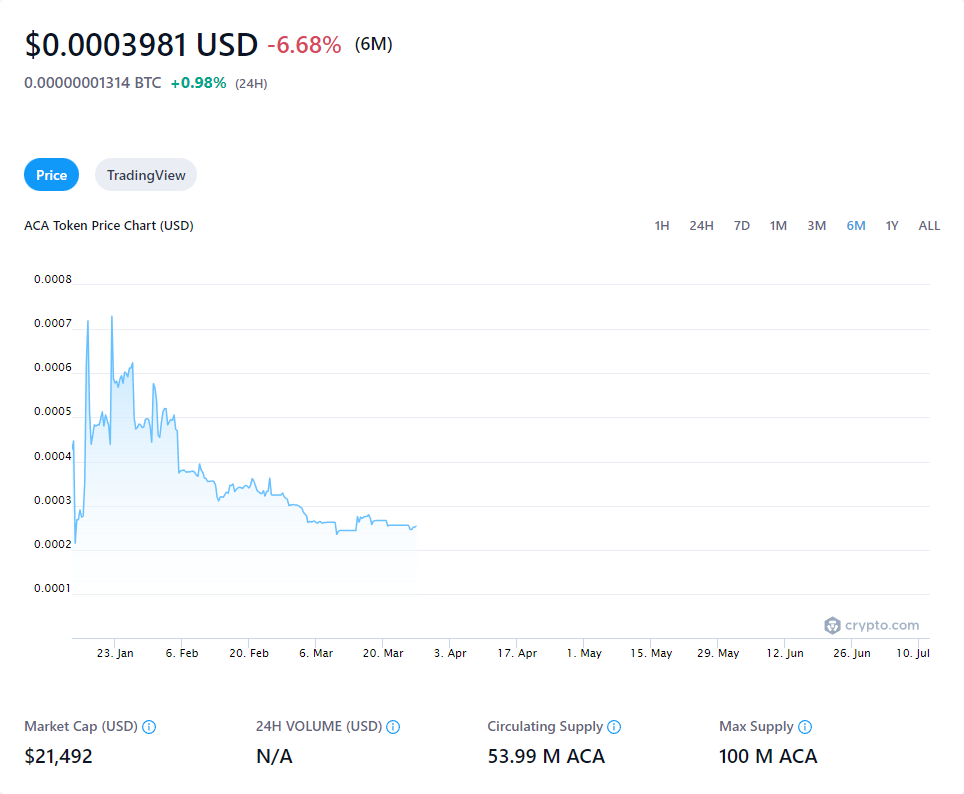 $0.0003981 USD -6.68% (6M)
0.00000001314 BTC +0.98% (24H)
Price TradingView
ACA Token Price Chart (USD) 1H 24H 7D 1M 3M 6M 1Y ALL
0.0008
0.0007
0.0006
0.0005
0.0004
0.0003
0.0002
0.0001
crypto.com
23. Jan 6. Feb 20. Feb 6. Mar 20. Mar 3. Apr 17. Apr 1. May 15. May 29. May 12. Jun 26. Jun 10. Jul
Market Cap (USD) 24H VOLUME (USD) Circulating Supply Max Supply
$21,492 N/A 53.99 M ACA 100 M ACA